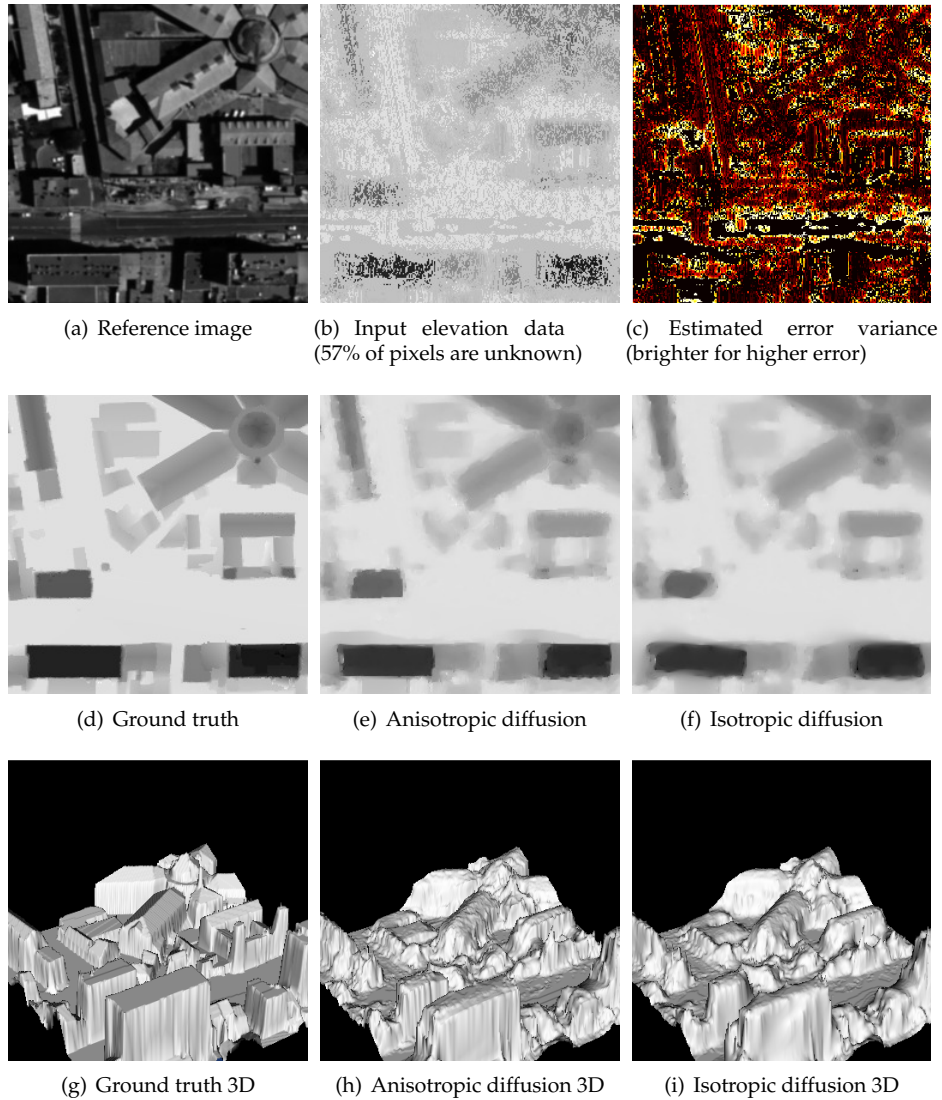 (a) Reference image
(b) Input elevation data
(57% of pixels are unknown)
(c) Estimated error variance
(brighter for higher error)
(d) Ground truth
(e) Anisotropic diffusion
(f) Isotropic diffusion
(g) Ground truth 3D
(h) Anisotropic diffusion 3D
(i) Isotropic diffusion 3D